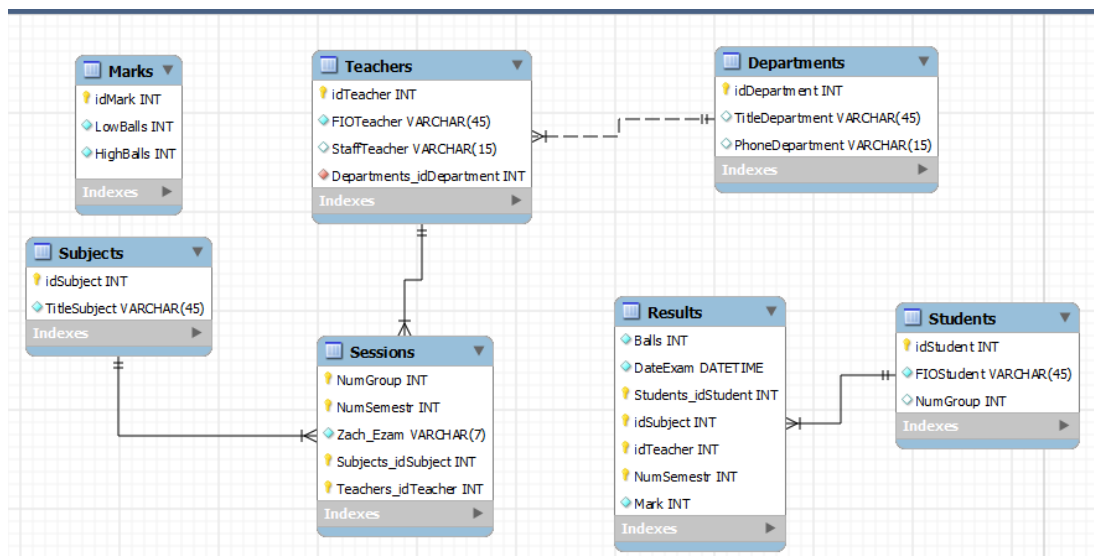 Marks
idMark INT
LowBalls INT
HighBalls INT
Indexes
Teachers
idTeacher INT
FIOTeacher VARCHAR(45)
StaffTeacher VARCHAR(15)
Departments_idDepartment INT
Indexes
Departments
idDepartment INT
TitleDepartment VARCHAR(45)
PhoneDepartment VARCHAR(15)
Indexes
Subjects
idSubject INT
TitleSubject VARCHAR(45)
Indexes
Sessions
NumGroup INT
NumSemestr INT
Zach_Ezam VARCHAR(7)
Subjects_idSubject INT
Teachers_idTeacher INT
Indexes
Results
Balls INT
DateExam DATETIME
Students_idStudent INT
idSubject INT
idTeacher INT
NumSemestr INT
Mark INT
Indexes
Students
idStudent INT
FIOStudent VARCHAR(45)
NumGroup INT
Indexes